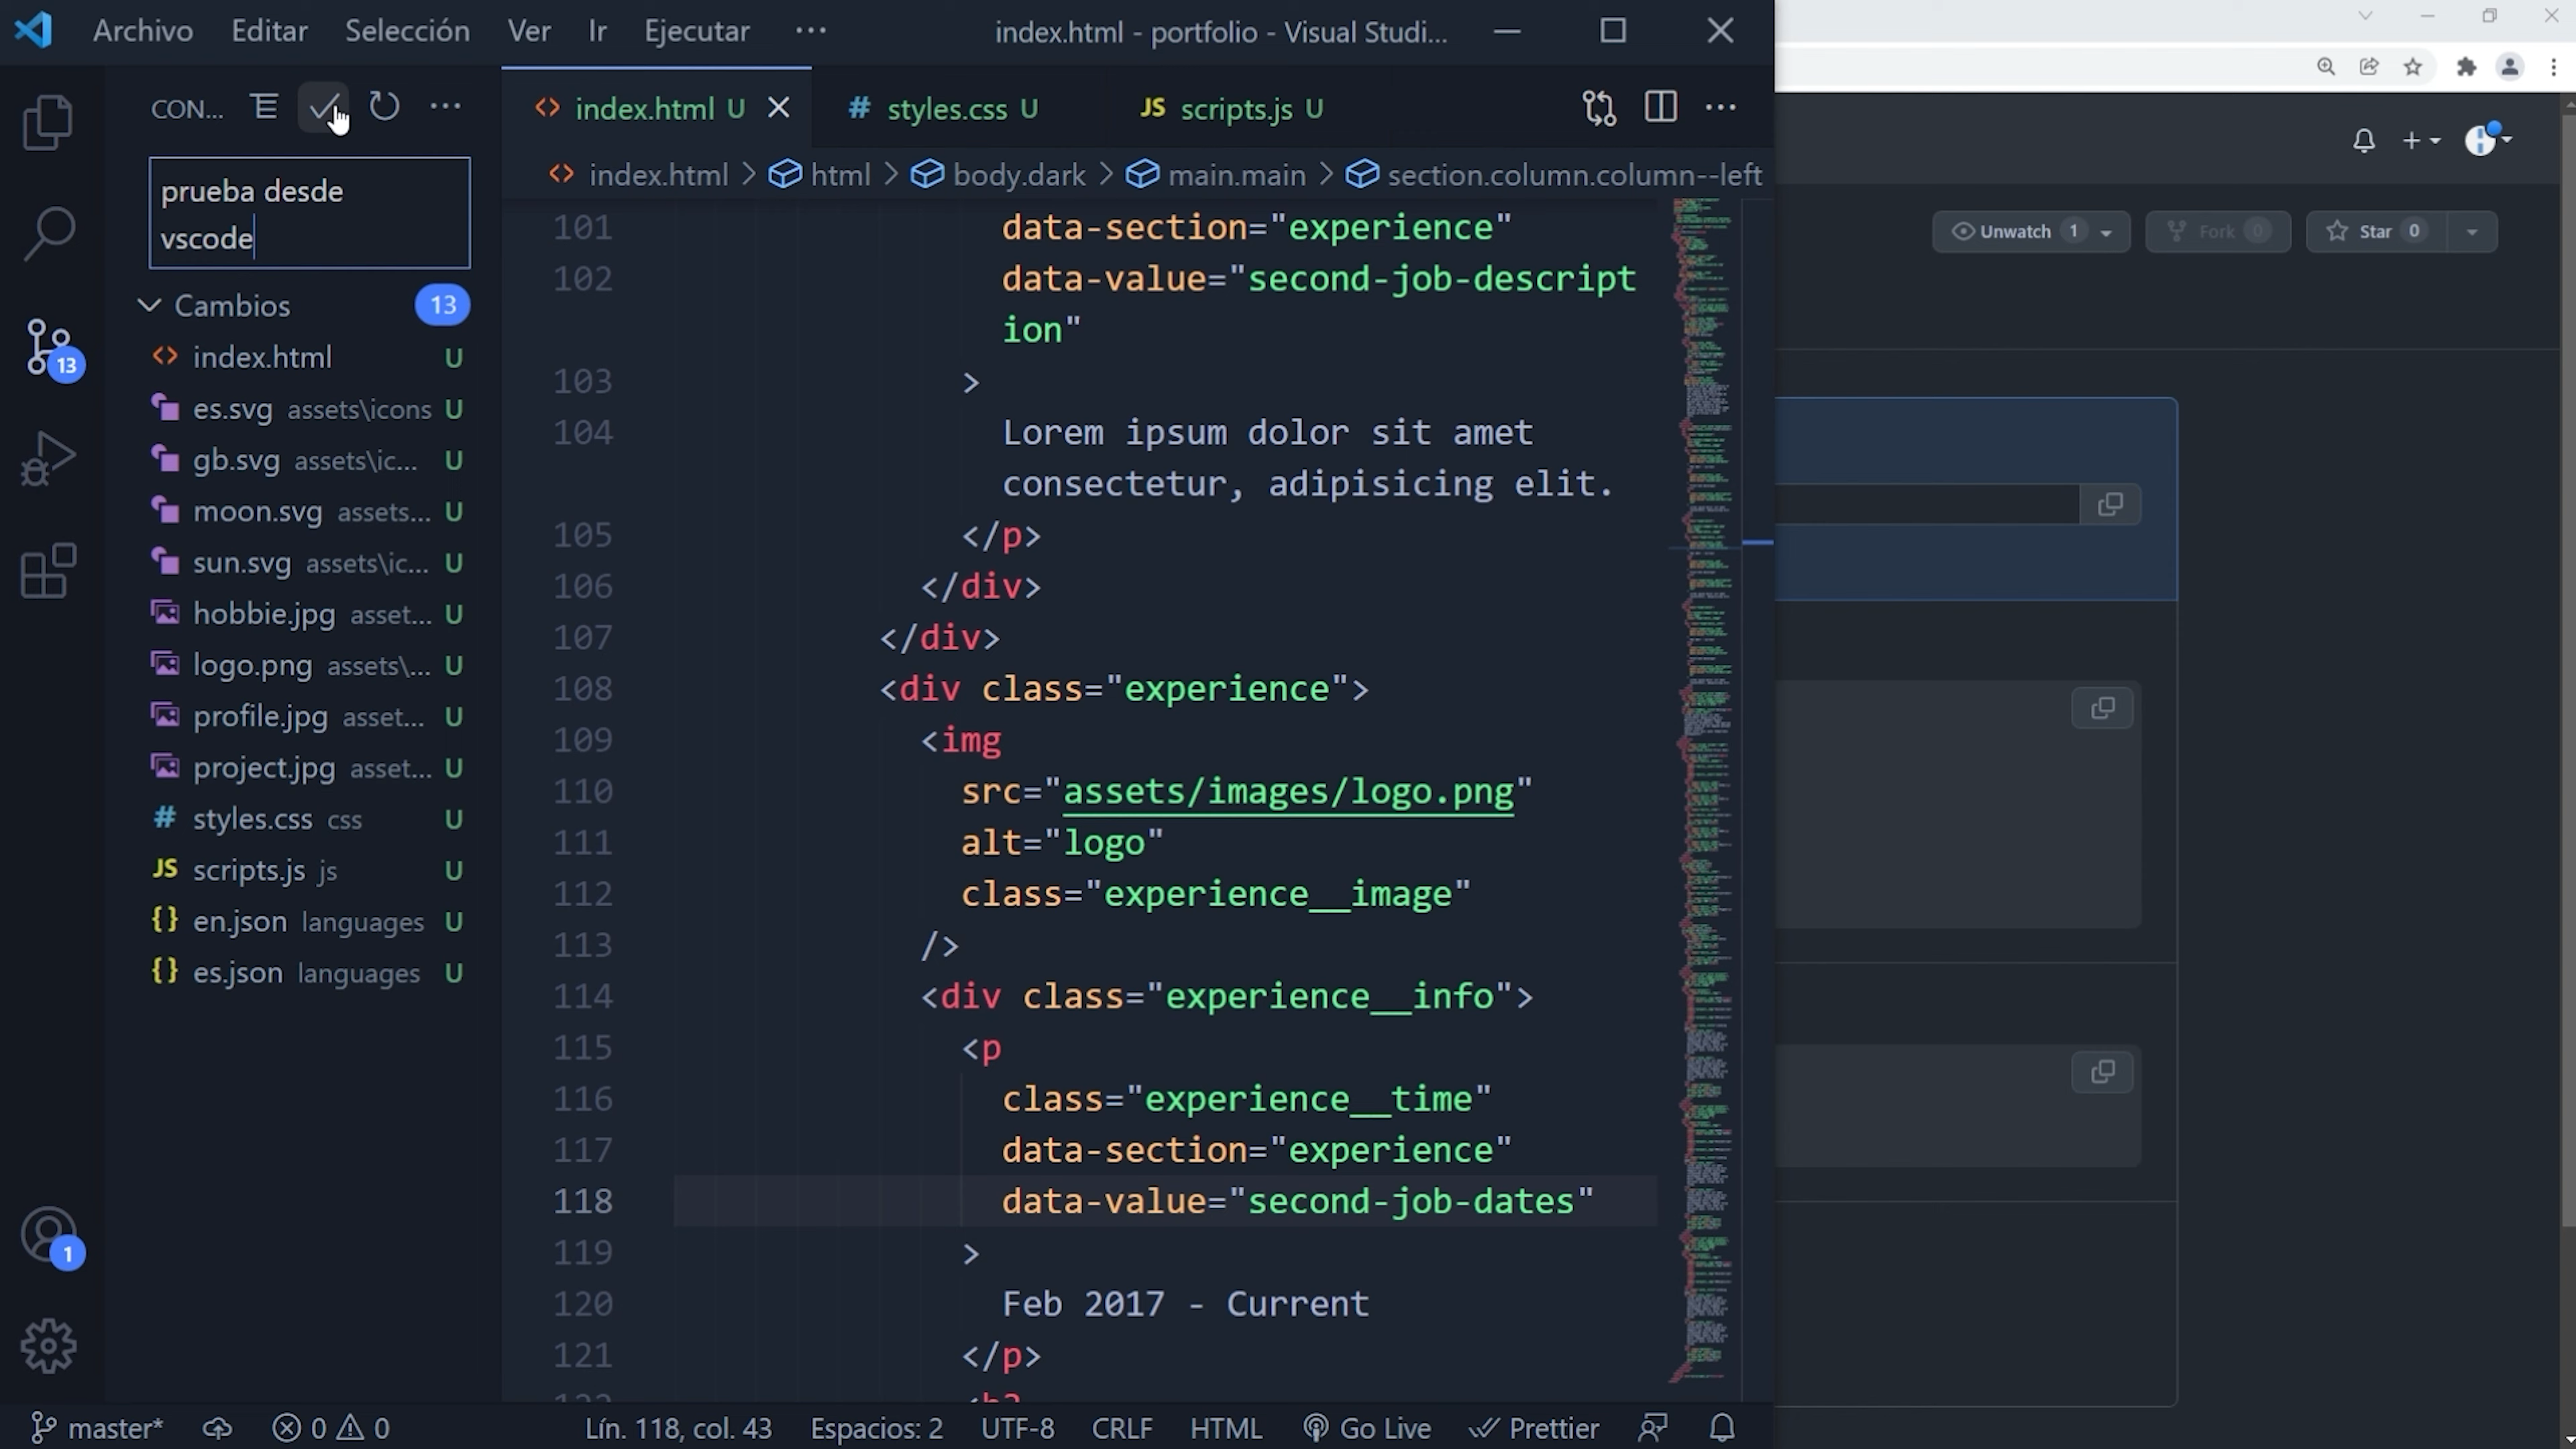 Archivo Editar Selección Ver Ir Ejecutar ··· index.html - portfolio - Visual Studi...
CON...
index.html U
# styles.css U
JS scripts.js U
index.html > html > body.dark > main.main > section.column.column--left
prueba desde
vscode
Cambios 13
13
index.html U
es.svg assets\icons U
gb.svg assets\ic... U
moon.svg assets... U
sun.svg assets\ic... U
hobbie.jpg asset... U
logo.png assets\... U
profile.jpg asset... U
project.jpg asset... U
# styles.css css U
JS scripts.js js U
{} en.json languages U
{} es.json languages U
1
101 data-section="experience"
102 data-value="second-job-descript
ion"
103 >
104 Lorem ipsum dolor sit amet
consectetur, adipisicing elit.
105 </p>
106 </div>
107 </div>
108 <div class="experience">
109 <img
110 src="assets/images/logo.png"
111 alt="logo"
112 class="experience__image"
113 />
114 <div class="experience__info">
115 <p
116 class="experience__time"
117 data-section="experience"
118 data-value="second-job-dates"
119 >
120 Feb 2017 - Current
121 </p>
Unwatch 1
Fork 0
Star 0
master* 0 0 Lín. 118, col. 43 Espacios: 2 UTF-8 CRLF HTML Go Live Prettier